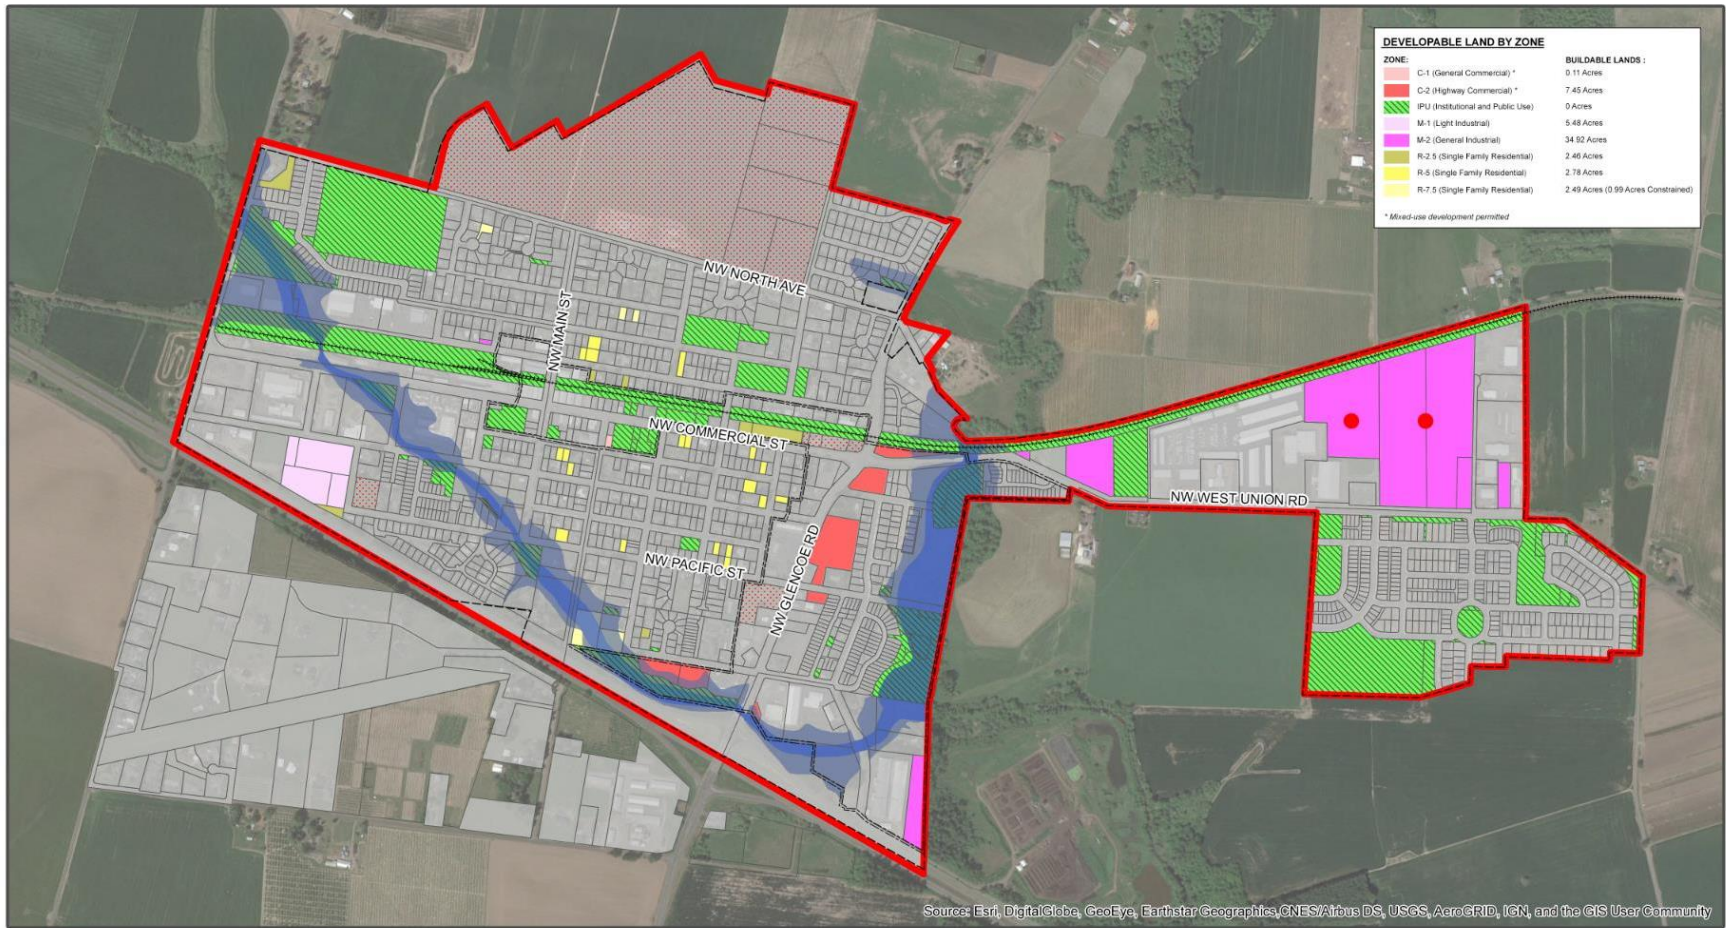 DEVELOPABLE LAND BY ZONE
ZONE: BUILDABLE LANDS :
C-1 (General Commercial) * 0.11 Acres
C-2 (Highway Commercial) * 7.45 Acres
IPU (Institutional and Public Use) 0 Acres
M-1 (Light Industrial) 5.48 Acres
M-2 (General Industrial) 34.92 Acres
R-2.5 (Single Family Residential) 2.46 Acres
R-5 (Single Family Residential) 2.78 Acres
R-7.5 (Single Family Residential) 2.49 Acres (0.99 Acres Constrained)
* Mixed-use development permitted
NW NORTH AVE
NW MAIN ST
NW COMMERCIAL ST
NW WEST UNION RD
NW PACIFIC ST
NW GLENCOE RD
Source: Esri, DigitalGlobe, GeoEye, Earthstar Geographics,CNES/Airbus DS, USGS, AeroGRID, IGN, and the GIS User Community